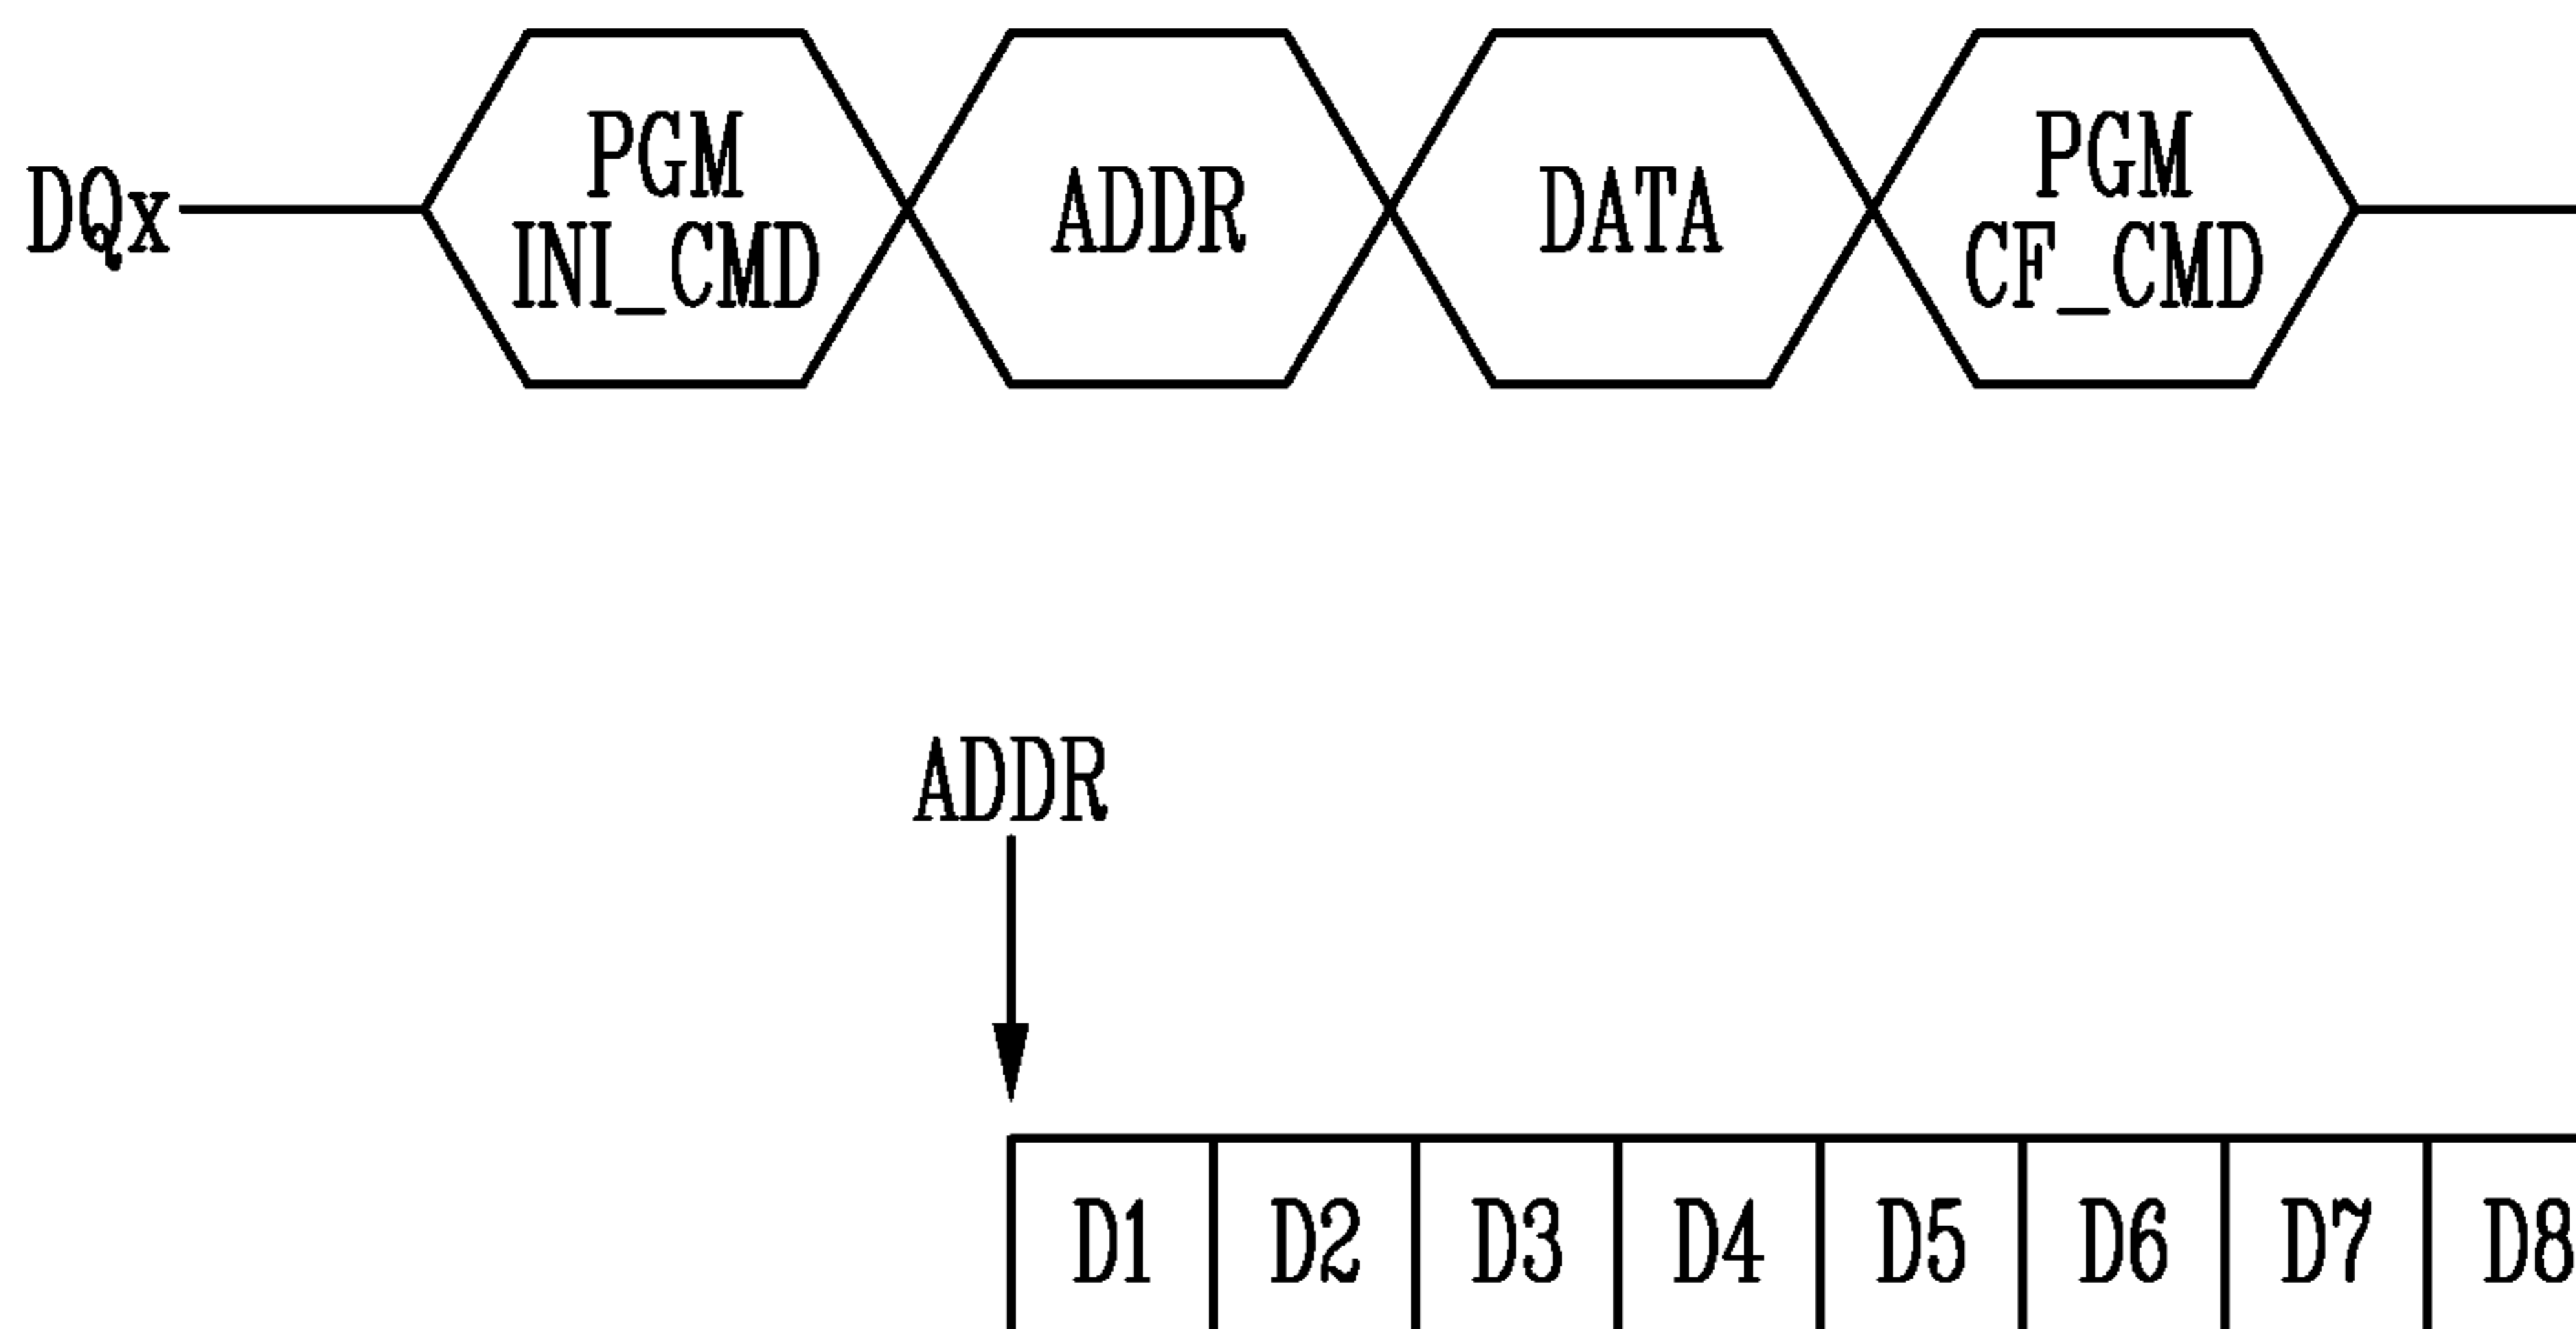 DQx
PGM
INI_CMD
ADDR
DATA
PGM
CF_CMD
ADDR
D1 D2 D3 D4 D5 D6 D7 D8